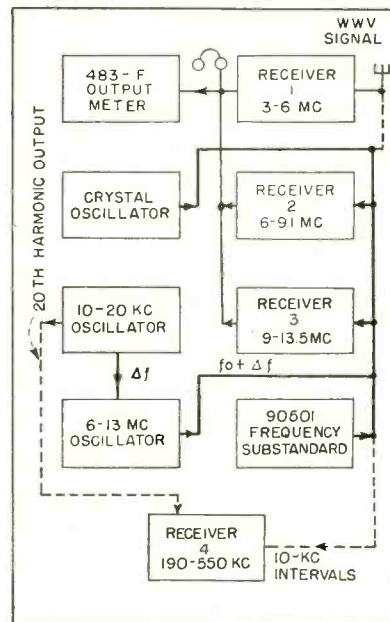 WWV
SIGNAL
483-F
OUTPUT
METER
RECEIVER
1
3-6 MC
CRYSTAL
OSCILLATOR
RECEIVER
2
6-9.1 MC
20TH HARMONIC OUTPUT
10-20 KC
OSCILLATOR
RECEIVER
3
9-13.5MC
Δf
fo+ Δf
6-13 MC
OSCILLATOR
90601
FREQUENCY
SUBSTANDARD
RECEIVER
4
190-550 KC
10-KC
INTERVALS